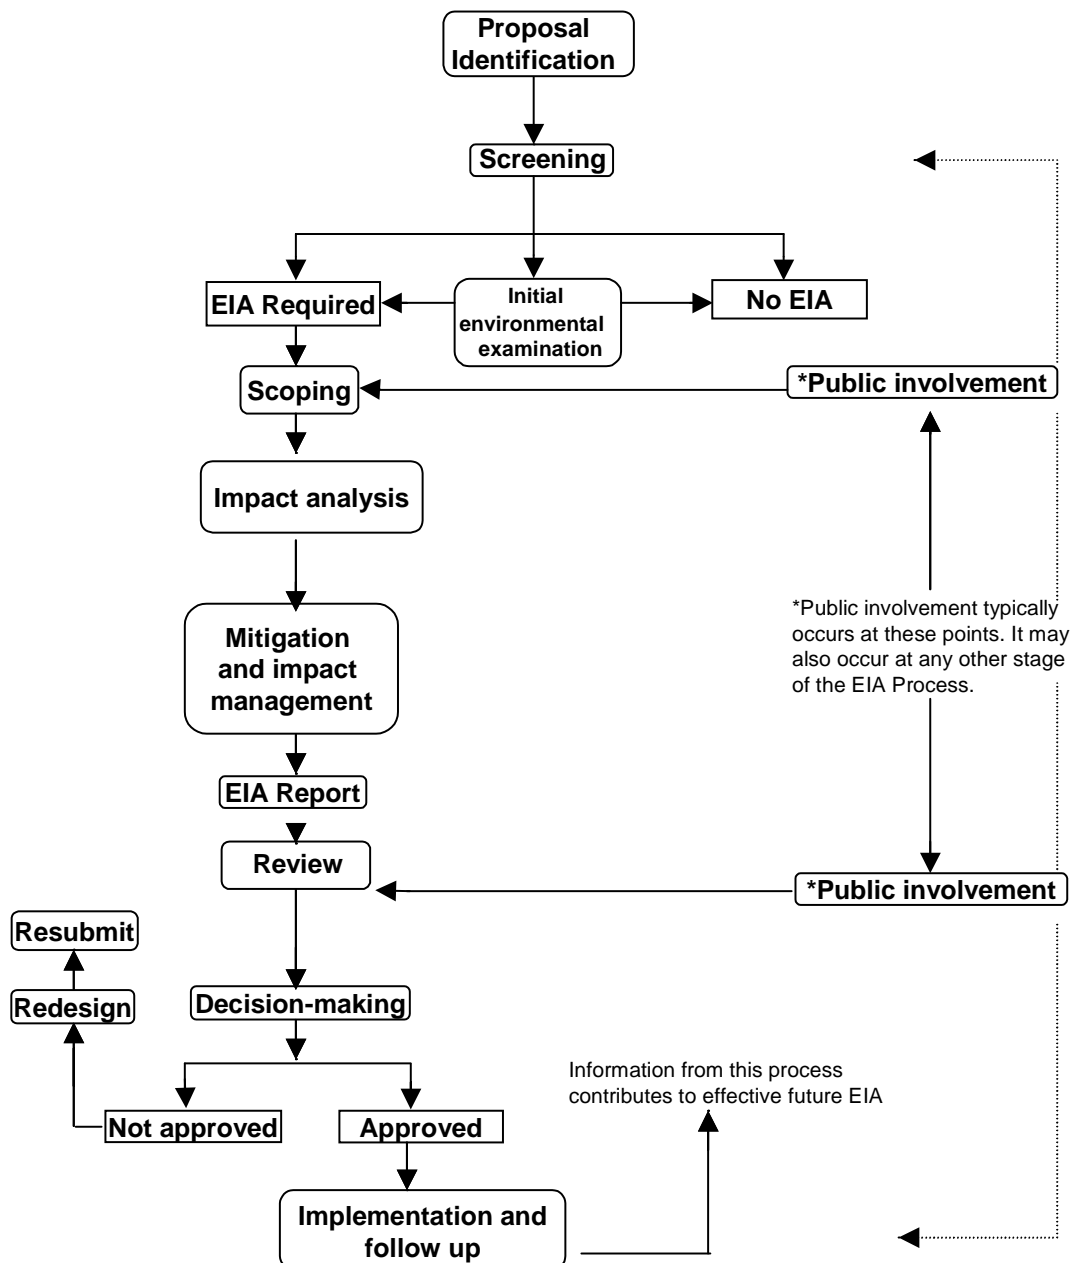 Proposal
Identification
Screening
EIA Required
Initial
environmental
examination
No EIA
Scoping
*Public involvement
Impact analysis
Mitigation
and impact
management
*Public involvement typically
occurs at these points. It may
also occur at any other stage
of the EIA Process.
EIA Report
Review
*Public involvement
Resubmit
Redesign
Decision-making
Information from this process
contributes to effective future EIA
Not approved
Approved
Implementation and
follow up